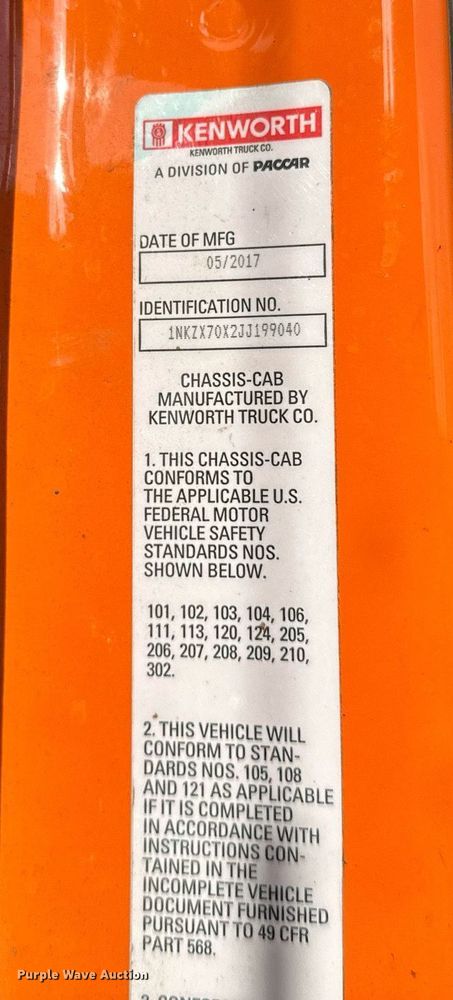 KENWORTH
KENWORTH TRUCK CO.
A DIVISION OF PACCAR
DATE OF MFG
05/2017
IDENTIFICATION NO.
1NKZX70X2JJ199040
CHASSIS-CAB
MANUFACTURED BY
KENWORTH TRUCK CO.
1. THIS CHASSIS-CAB
CONFORMS TO
THE APPLICABLE U.S.
FEDERAL MOTOR
VEHICLE SAFETY
STANDARDS NOS.
SHOWN BELOW.
101, 102, 103, 104, 106,
111, 113, 120, 124, 205,
206, 207, 208, 209, 210,
302.
2. THIS VEHICLE WILL
CONFORM TO STAN-
DARDS NOS. 105, 108
AND 121 AS APPLICABLE
IF IT IS COMPLETED
IN ACCORDANCE WITH
INSTRUCTIONS CON-
TAINED IN THE
INCOMPLETE VEHICLE
DOCUMENT FURNISHED
PURSUANT TO 49 CFR
PART 568.
Purple Wave Auction